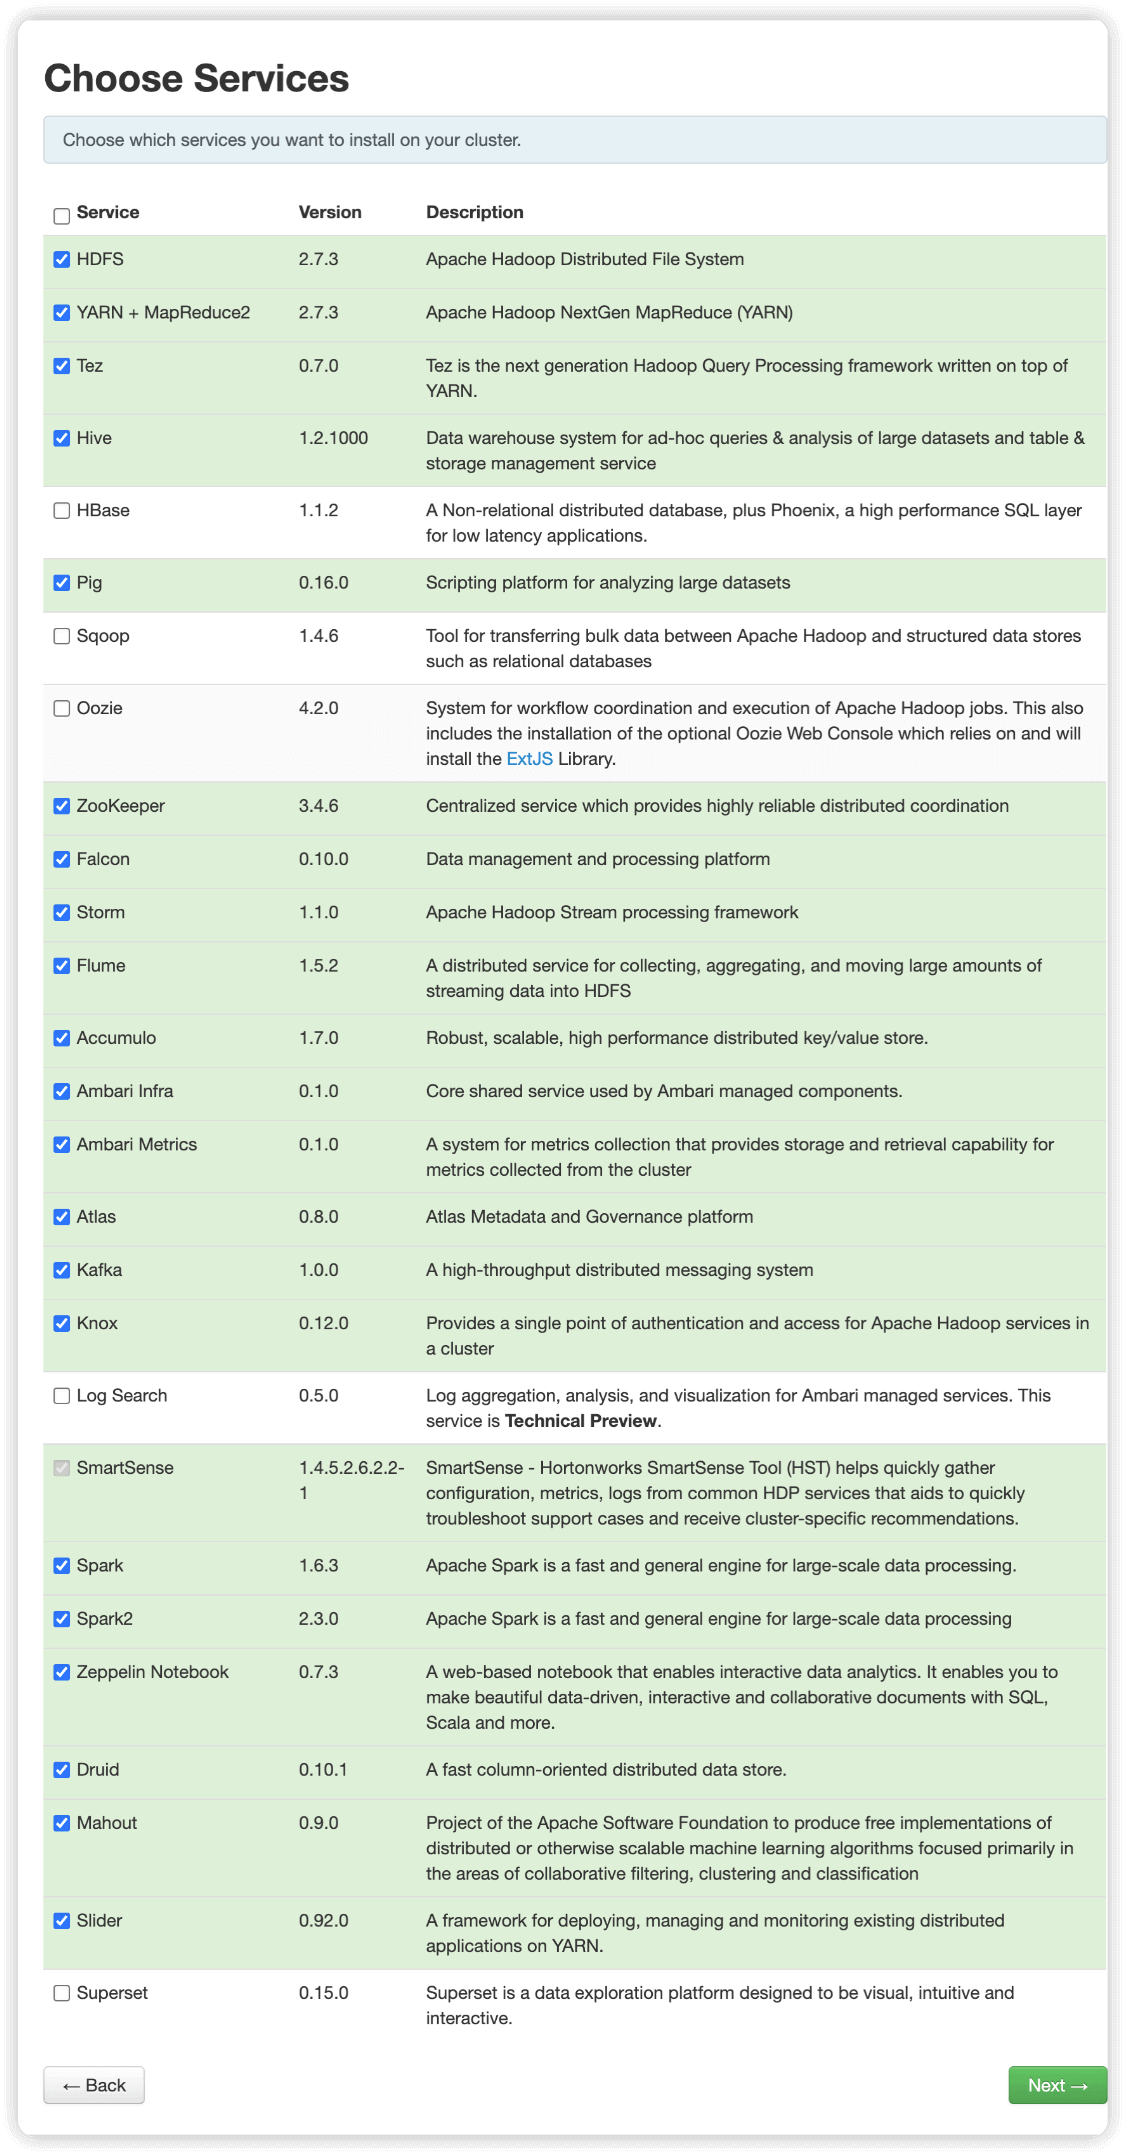 Choose Services
Choose which services you want to install on your cluster.
Service Version Description
HDFS 2.7.3 Apache Hadoop Distributed File System
YARN + MapReduce2 2.7.3 Apache Hadoop NextGen MapReduce (YARN)
Tez 0.7.0 Tez is the next generation Hadoop Query Processing framework written on top of
YARN.
Hive 1.2.1000 Data warehouse system for ad-hoc queries & analysis of large datasets and table &
storage management service
HBase 1.1.2 A Non-relational distributed database, plus Phoenix, a high performance SQL layer
for low latency applications.
Pig 0.16.0 Scripting platform for analyzing large datasets
Sqoop 1.4.6 Tool for transferring bulk data between Apache Hadoop and structured data stores
such as relational databases
Oozie 4.2.0 System for workflow coordination and execution of Apache Hadoop jobs. This also
includes the installation of the optional Oozie Web Console which relies on and will
install the ExtJS Library.
ZooKeeper 3.4.6 Centralized service which provides highly reliable distributed coordination
Falcon 0.10.0 Data management and processing platform
Storm 1.1.0 Apache Hadoop Stream processing framework
Flume 1.5.2 A distributed service for collecting, aggregating, and moving large amounts of
streaming data into HDFS
Accumulo 1.7.0 Robust, scalable, high performance distributed key/value store.
Ambari Infra 0.1.0 Core shared service used by Ambari managed components.
Ambari Metrics 0.1.0 A system for metrics collection that provides storage and retrieval capability for
metrics collected from the cluster
Atlas 0.8.0 Atlas Metadata and Governance platform
Kafka 1.0.0 A high-throughput distributed messaging system
Knox 0.12.0 Provides a single point of authentication and access for Apache Hadoop services in
a cluster
Log Search 0.5.0 Log aggregation, analysis, and visualization for Ambari managed services. This
service is Technical Preview.
SmartSense 1.4.5.2.6.2.2- SmartSense - Hortonworks SmartSense Tool (HST) helps quickly gather
1 configuration, metrics, logs from common HDP services that aids to quickly
troubleshoot support cases and receive cluster-specific recommendations.
Spark 1.6.3 Apache Spark is a fast and general engine for large-scale data processing.
Spark2 2.3.0 Apache Spark is a fast and general engine for large-scale data processing
Zeppelin Notebook 0.7.3 A web-based notebook that enables interactive data analytics. It enables you to
make beautiful data-driven, interactive and collaborative documents with SQL,
Scala and more.
Druid 0.10.1 A fast column-oriented distributed data store.
Mahout 0.9.0 Project of the Apache Software Foundation to produce free implementations of
distributed or otherwise scalable machine learning algorithms focused primarily in
the areas of collaborative filtering, clustering and classification
Slider 0.92.0 A framework for deploying, managing and monitoring existing distributed
applications on YARN.
Superset 0.15.0 Superset is a data exploration platform designed to be visual, intuitive and
interactive.
← Back Next →